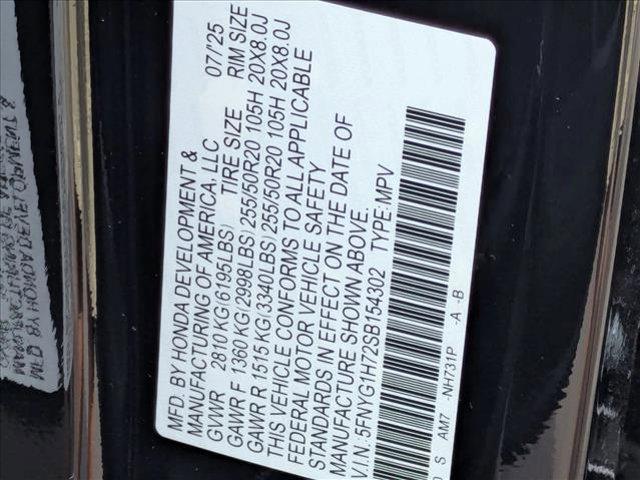 MFD. BY HONDA DEVELOPMENT &
MANUFACTURING OF AMERICA, LLC 07/'25
GVWR 2810 KG(6195LBS) TIRE SIZE RIM SIZE
GAWR F 1360 KG(2998LBS) 255/50R20 105H 20X8.0J
GAWR R 1515 KG(3340LBS) 255/50R20 105H 20X8.0J
THIS VEHICLE CONFORMS TO ALL APPLICABLE
FEDERAL MOTOR VEHICLE SAFETY
STANDARDS IN EFFECT ON THE DATE OF
MANUFACTURE SHOWN ABOVE.
V.I.N: 5FNYG1H72SB154302 TYPE: MPV
S AM7 -NH731P -A -B